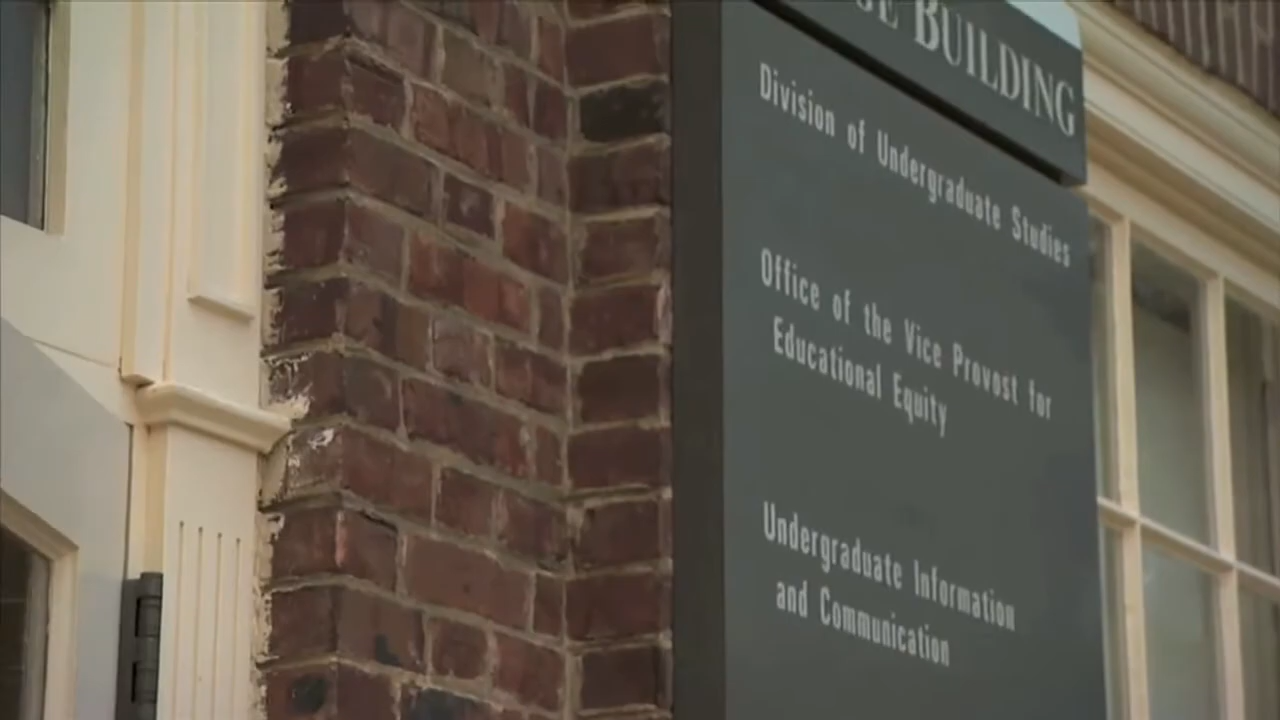 BUILDING
Division of Undergraduate Studies
Office of the Vice Provost for
Educational Equity
Undergraduate Information
and Communication